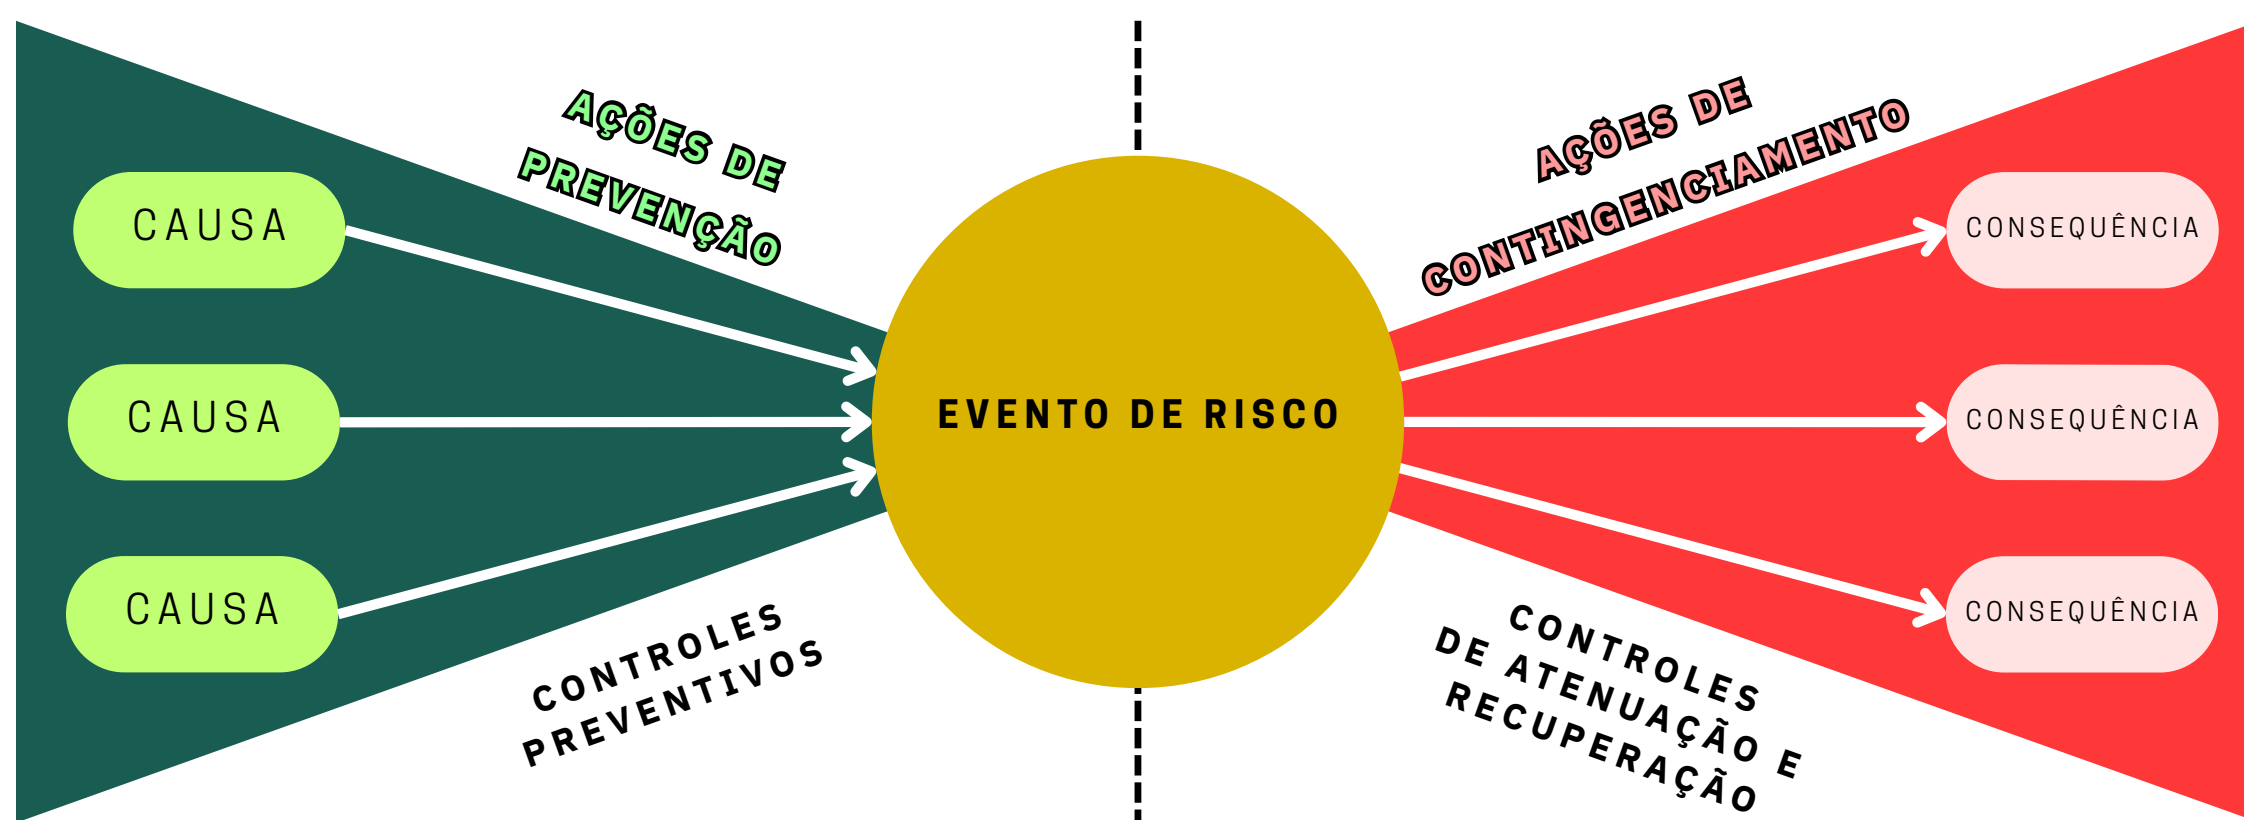 AÇÕES DE
PREVENÇÃO
AÇÕES DE
CONTINGENCIAMENTO
CAUSA
CAUSA
CAUSA
EVENTO DE RISCO
CONSEQUÊNCIA
CONSEQUÊNCIA
CONSEQUÊNCIA
CONTROLES
PREVENTIVOS
CONTROLES
DE ATENUAÇÃO E
RECUPERAÇÃO